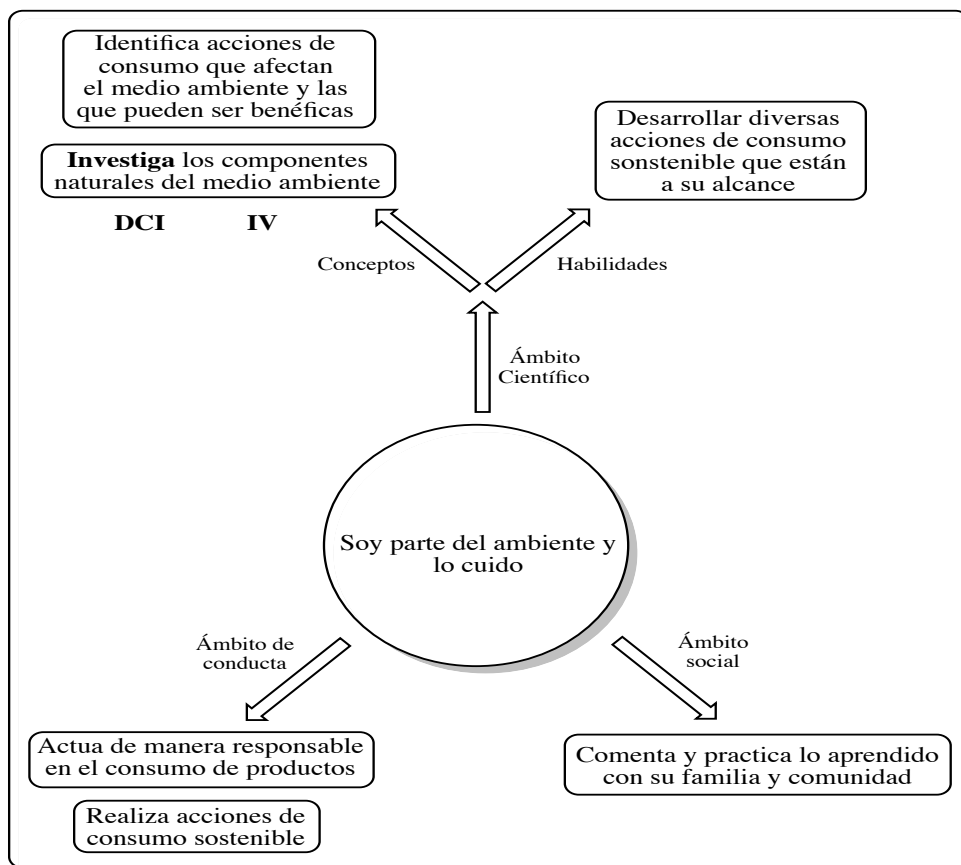 Identifica acciones de
consumo que afectan
el medio ambiente y las
que pueden ser benéficas
Desarrollar diversas
acciones de consumo
sonstenible que están
a su alcance
Investiga los componentes
naturales del medio ambiente
DCI IV
Conceptos
Habilidades
Ámbito
Científico
Soy parte del ambiente y
lo cuido
Ámbito de
conducta
Ámbito
social
Actua de manera responsable
en el consumo de productos
Comenta y practica lo aprendido
con su familia y comunidad
Realiza acciones de
consumo sostenible